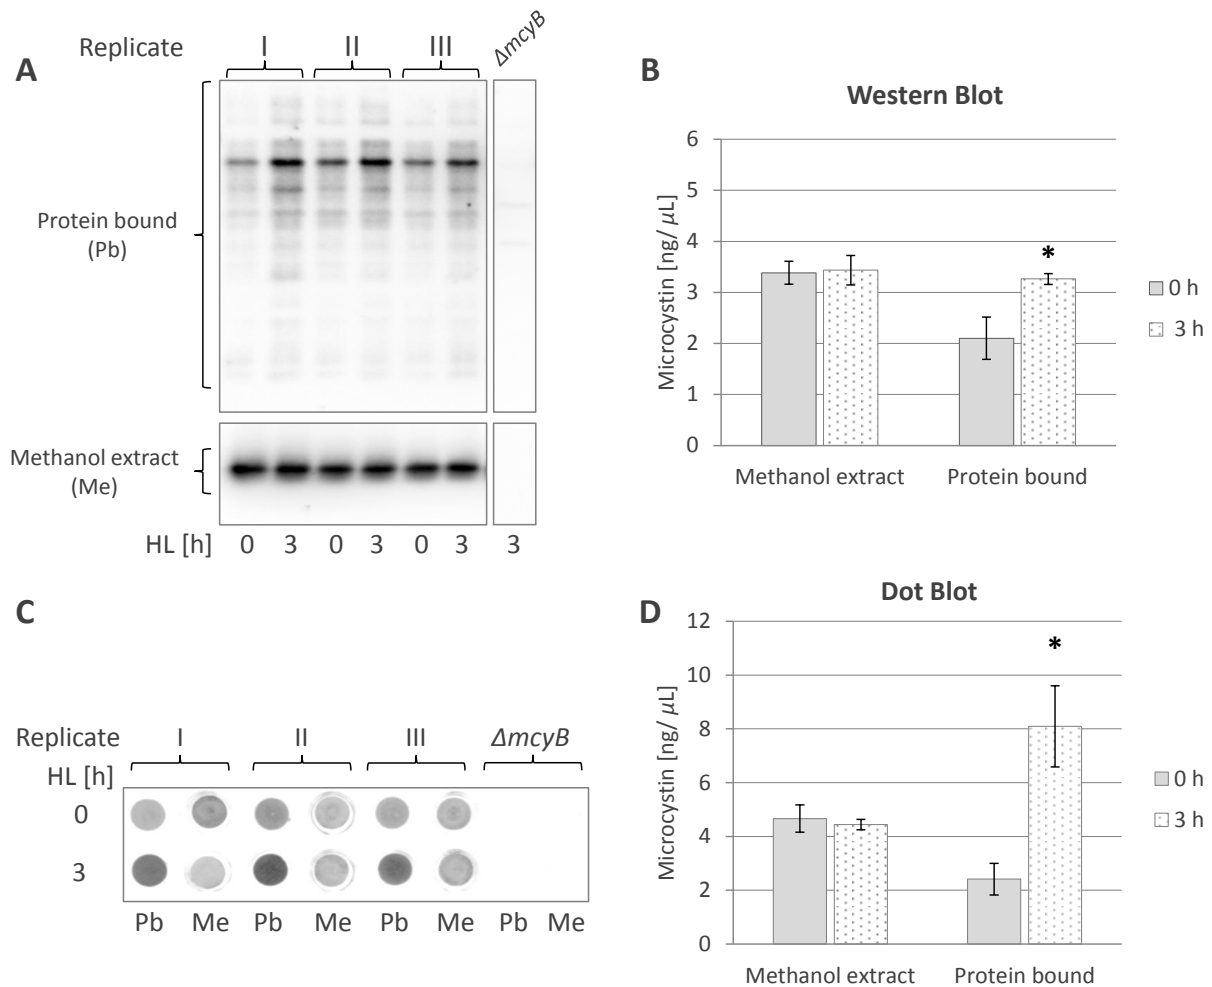 A
Replicate I II III ΔmcyB
Protein bound
(Pb)
Methanol extract
(Me)
HL [h] 0 3 0 3 0 3 3
B
Western Blot
Microcystin [ng/ μL]
6
5
4
3
2
1
0
*
Methanol extract Protein bound
0 h
3 h
C
Replicate I II III ΔmcyB
HL [h]
0
3
Pb Me Pb Me Pb Me Pb Me
D
Dot Blot
Microcystin [ng/ μL]
12
10
8
6
4
2
0
*
Methanol extract Protein bound
0 h
3 h